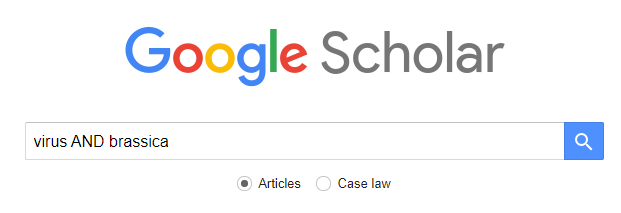 Google Scholar
virus AND brassica
Articles Case law